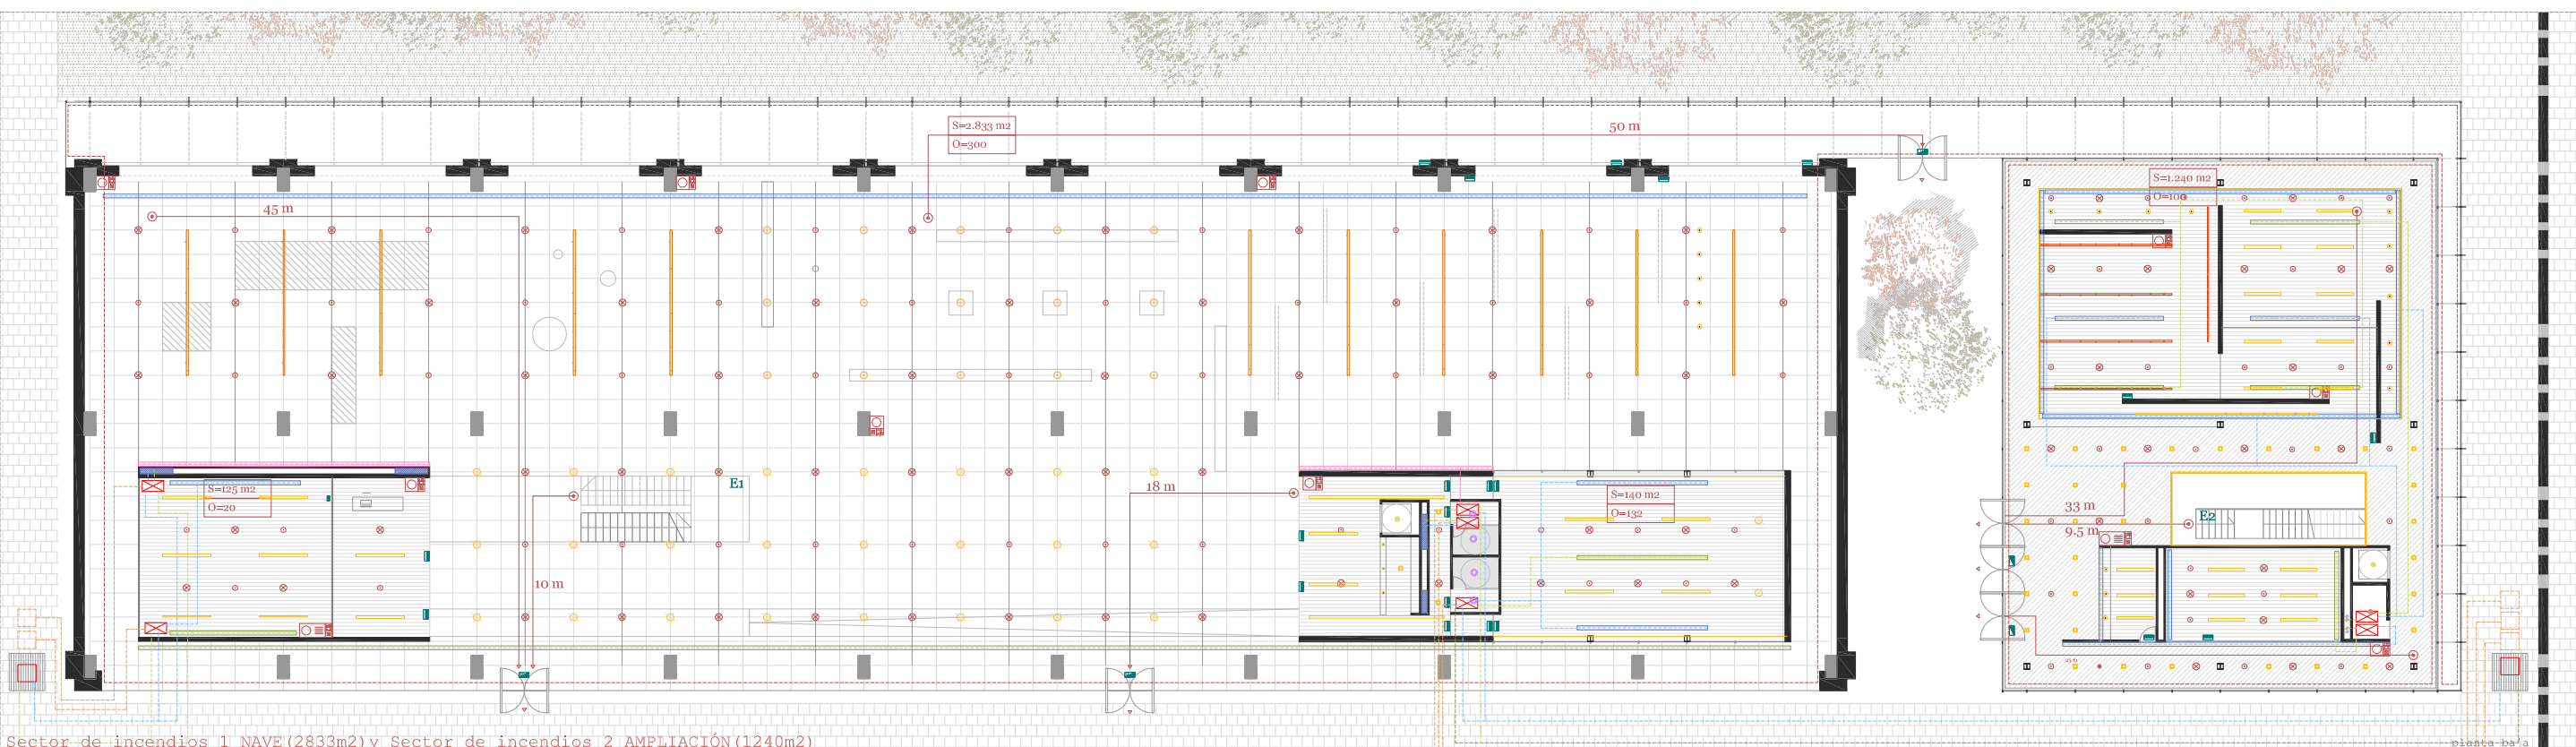 S=2.833 m2
O=300
50 m
S=1.240 m2
O=100
45 m
E1
S=125 m2
O=20
18 m
S=140 m2
O=132
33 m
E2
9.5 m
10 m
Sector de incendios 1 NAVE(2833m2)y Sector de incendios 2 AMPLIACIÓN(1240m2)
planta baja